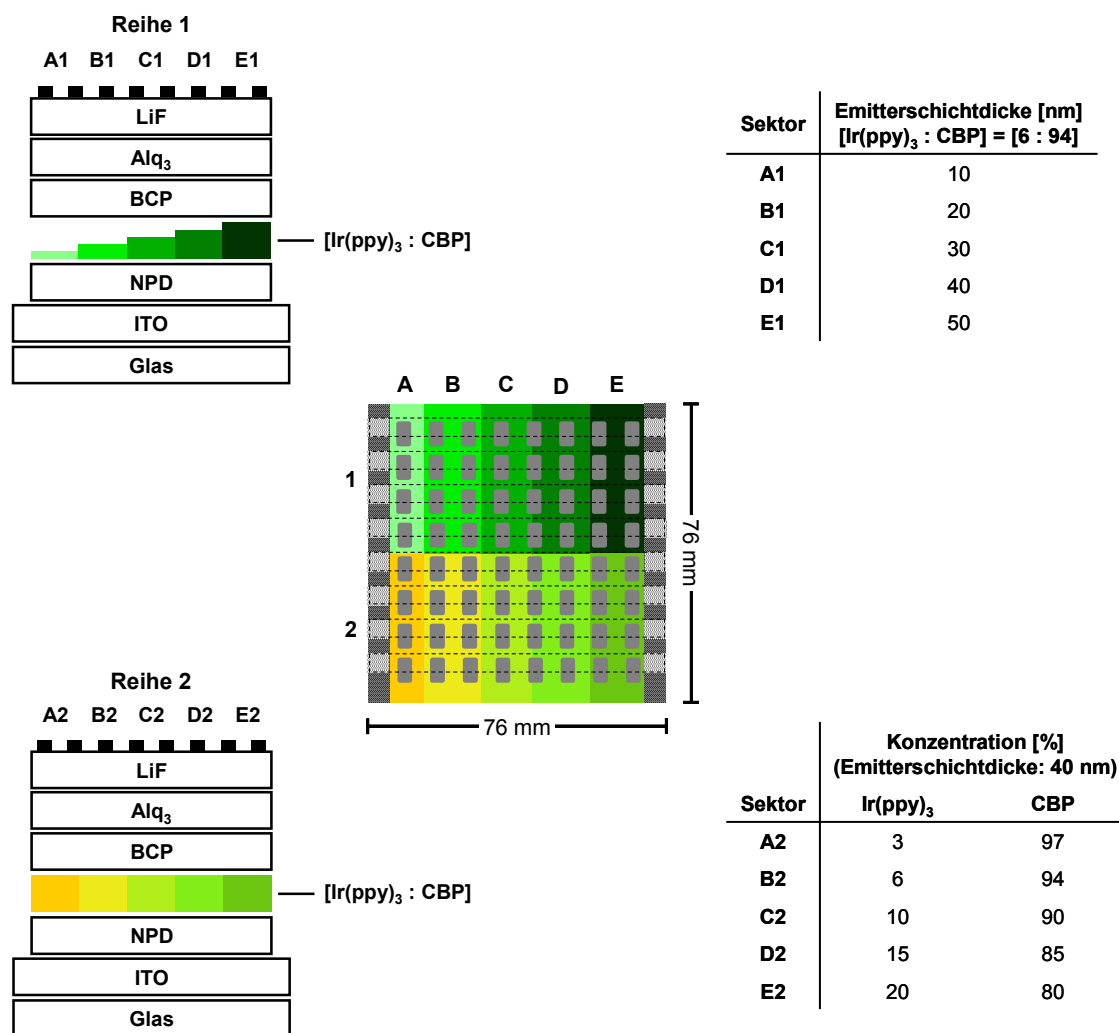 Reihe 1
A1 B1 C1 D1 E1
LiF
Alq₃
BCP
[Ir(ppy)₃ : CBP]
NPD
ITO
Glas
Sektor Emitterschichtdicke [nm]
[Ir(ppy)₃ : CBP] = [6 : 94]
A1 10
B1 20
C1 30
D1 40
E1 50
A B C D E
1
2
76 mm
76 mm
Reihe 2
A2 B2 C2 D2 E2
LiF
Alq₃
BCP
[Ir(ppy)₃ : CBP]
NPD
ITO
Glas
Konzentration [%]
(Emitterschichtdicke: 40 nm)
Sektor Ir(ppy)₃ CBP
A2 3 97
B2 6 94
C2 10 90
D2 15 85
E2 20 80